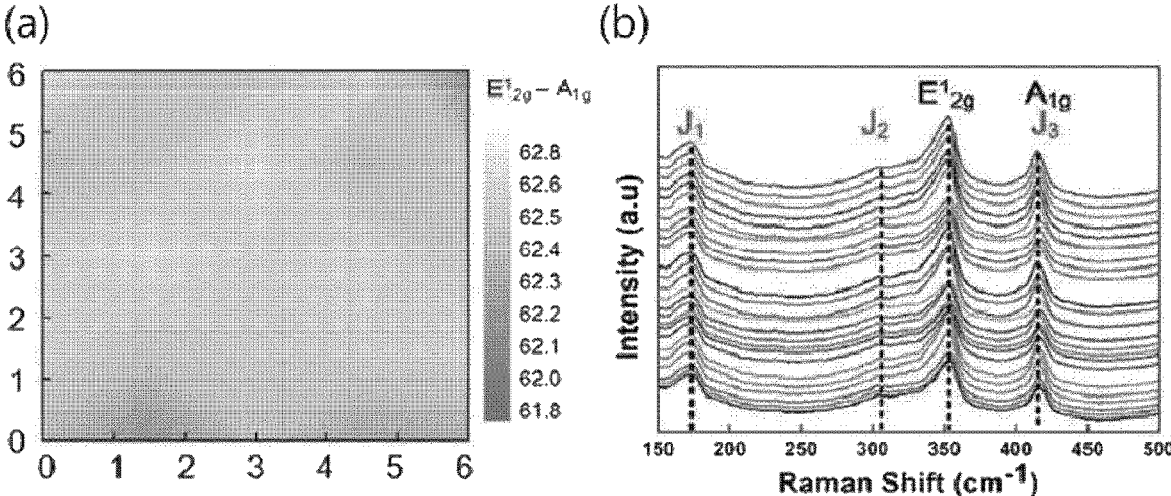 (a)
6
5
4
3
2
1
0
0 1 2 3 4 5 6
E¹₂g – A₁g
62.8
62.6
62.5
62.4
62.3
62.2
62.1
62.0
61.8
(b)
E¹₂g A₁g
J₁ J₂ J₃
Intensity (a.u)
150 200 250 300 350 400 450 500
Raman Shift (cm⁻¹)